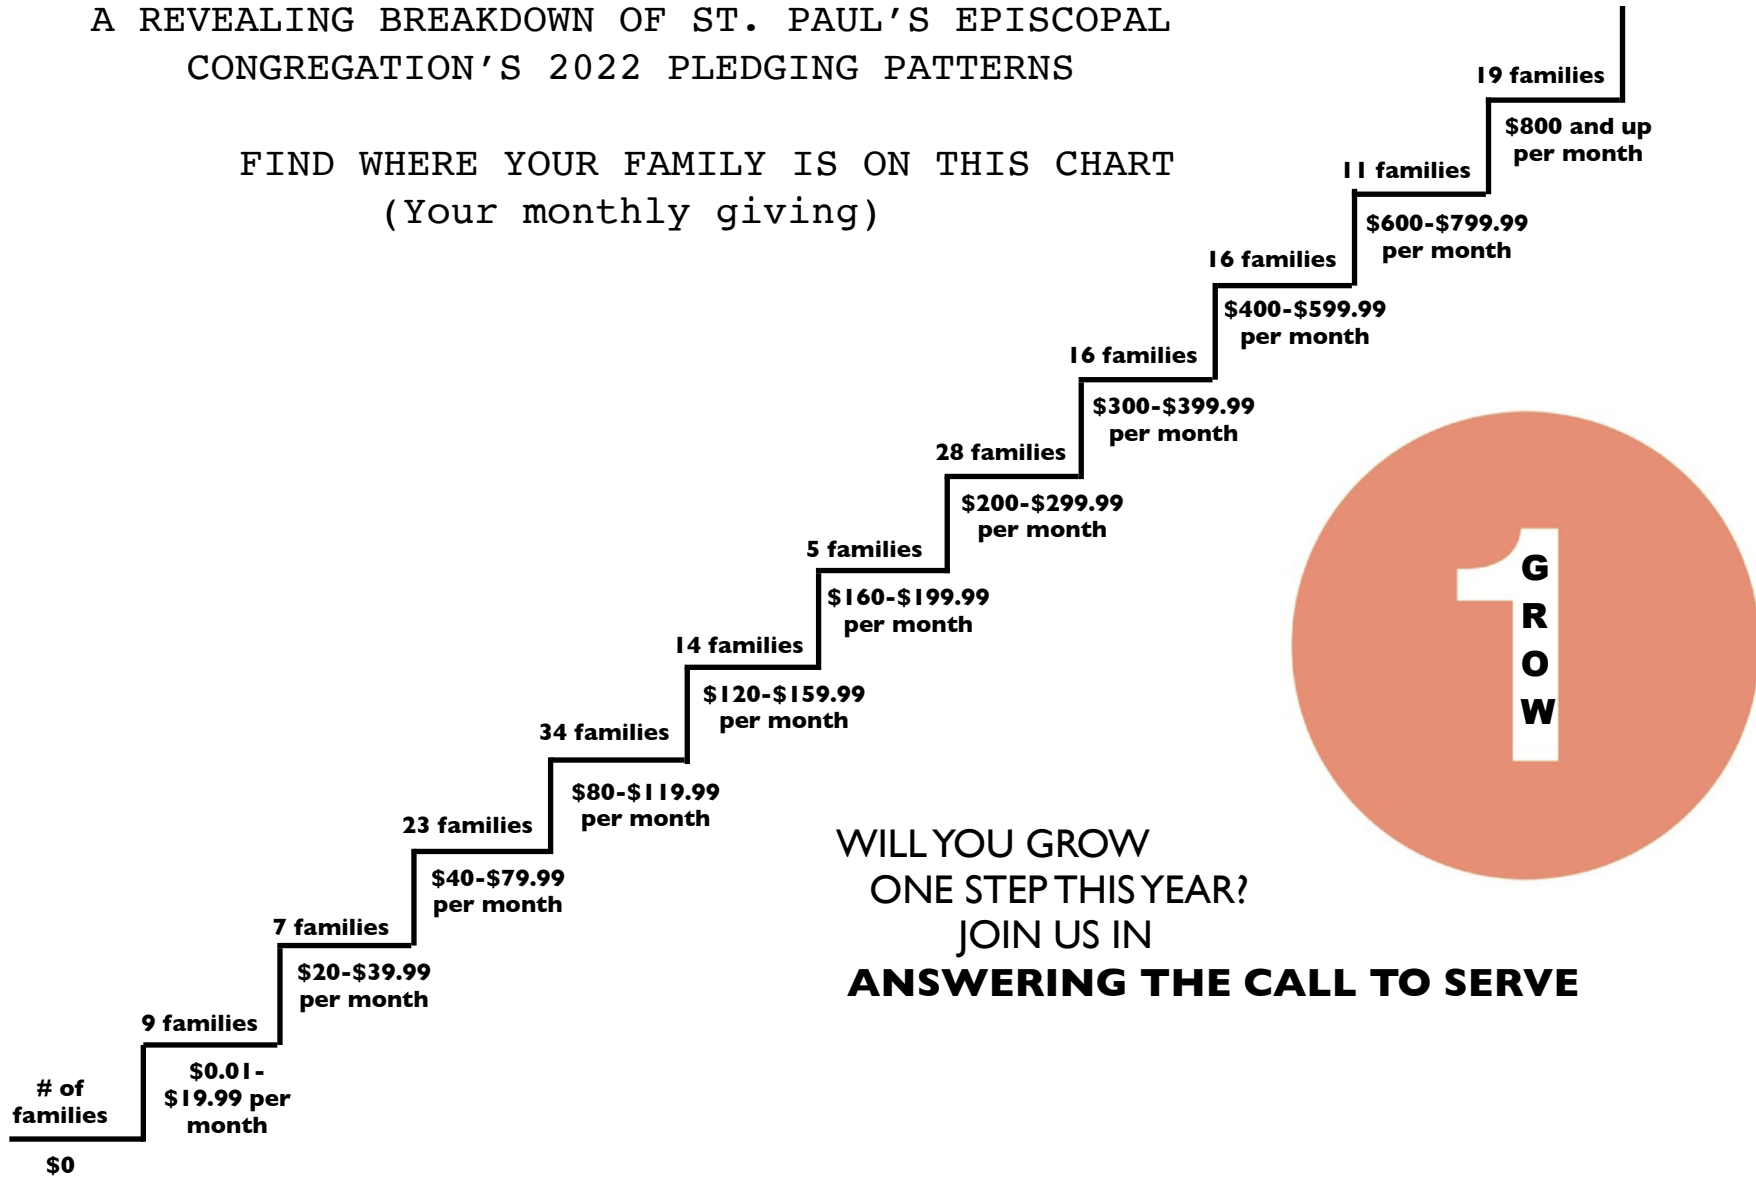 A REVEALING BREAKDOWN OF ST. PAUL’S EPISCOPAL
CONGREGATION’S 2022 PLEDGING PATTERNS
FIND WHERE YOUR FAMILY IS ON THIS CHART
(Your monthly giving)
19 families
$800 and up
per month
11 families
$600-$799.99
per month
16 families
$400-$599.99
per month
16 families
$300-$399.99
per month
28 families
$200-$299.99
per month
5 families
$160-$199.99
per month
14 families
$120-$159.99
per month
34 families
$80-$119.99
per month
23 families
$40-$79.99
per month
7 families
$20-$39.99
per month
9 families
$0.01-
$19.99 per
month
# of
families
$0
1
G
R
O
W
WILL YOU GROW
ONE STEP THIS YEAR?
JOIN US IN
ANSWERING THE CALL TO SERVE